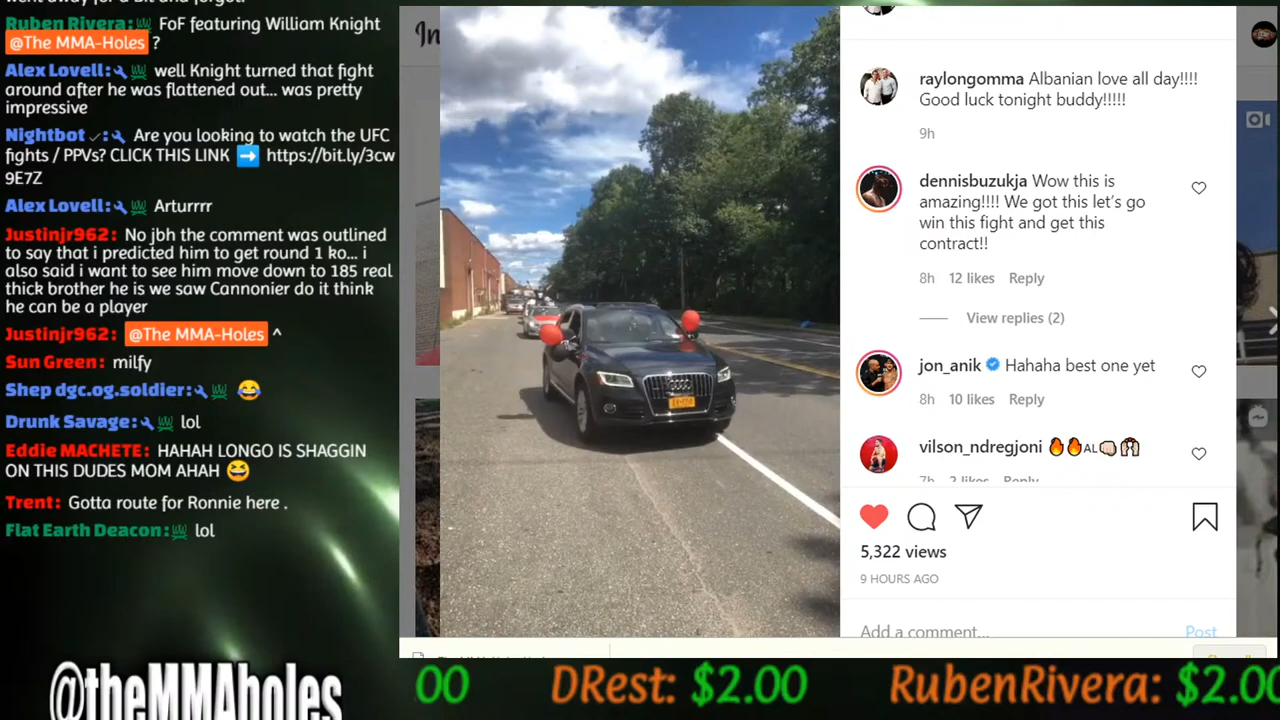 Ruben Rivera: FoF featuring William Knight
@The MMA-Holes ?
Alex Lovell: well Knight turned that fight
around after he was flattened out... was pretty
impressive
Nightbot ✓: Are you looking to watch the UFC
fights / PPVs? CLICK THIS LINK ➡ https://bit.ly/3cw
9E7Z
Alex Lovell: Arturrrr
Justinjr962: No jbh the comment was outlined
to say that i predicted him to get round 1 ko... i
also said i want to see him move down to 185 real
thick brother he is we saw Cannonier do it think
he can be a player
Justinjr962: @The MMA-Holes ^
Sun Green: milfy
Shep dgc.og.soldier: 😂
Drunk Savage: lol
Eddie MACHETE: HAHAH LONGO IS SHAGGIN
ON THIS DUDES MOM AHAH 😆
Trent: Gotta route for Ronnie here .
Flat Earth Deacon: lol
@theMMAholes
In
raylongomma Albanian love all day!!!!
Good luck tonight buddy!!!!!
9h
dennisbuzukja Wow this is
amazing!!!! We got this let's go
win this fight and get this
contract!!
8h 12 likes Reply
View replies (2)
jon_anik Hahaha best one yet
8h 10 likes Reply
vilson_ndregjoni 🔥🔥AL👊🏻🙌🏻
7h 2 likes Reply
5,322 views
9 HOURS AGO
Add a comment... Post
00 DRest: $2.00 RubenRivera: $2.00